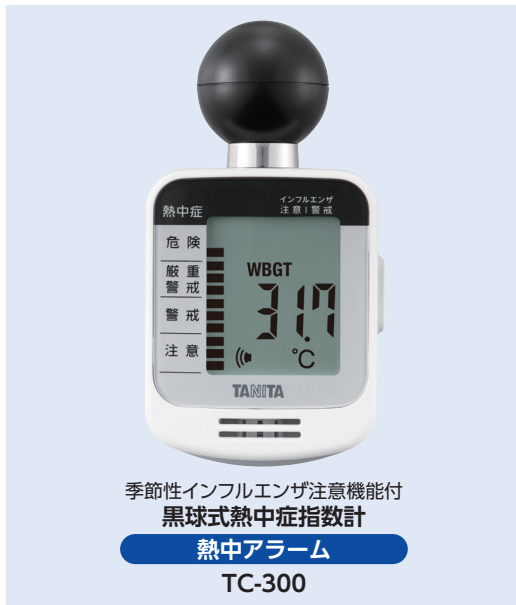 インフルエンザ
熱中症 注意 警戒
危険
厳重
警戒
警戒
注意
WBGT
31.7
℃
TANITA
季節性インフルエンザ注意機能付
黒球式熱中症指数計
熱中アラーム
TC-300